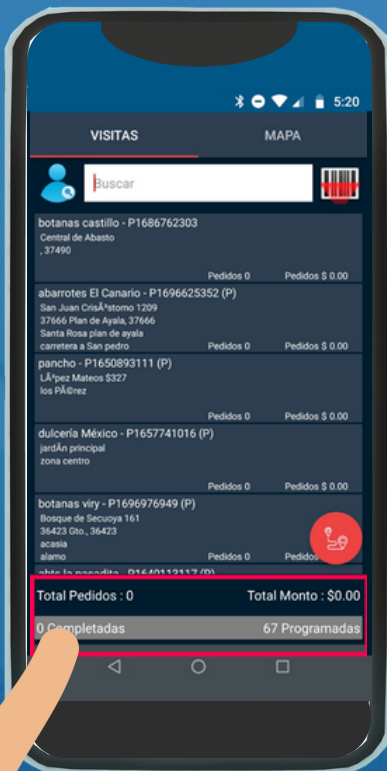 5:20
VISITAS MAPA
Buscar
botanas castillo - P1686762303
Central de Abasto
, 37490
Pedidos 0 Pedidos $ 0.00
abarrotes El Canario - P1696625352 (P)
San Juan CrisÃ³stomo 1209
37666 Plan de Ayala, 37666
Santa Rosa plan de ayala
carretera a San pedro Pedidos 0 Pedidos $ 0.00
pancho - P1650893111 (P)
LÃ³pez Mateos $327
los PÃ©rez
Pedidos 0 Pedidos $ 0.00
dulcería México - P1657741016 (P)
jardÃn principal
zona centro
Pedidos 0 Pedidos $ 0.00
botanas viry - P1696976949 (P)
Bosque de Secuoya 161
36423 Gto., 36423
acasia
alamo Pedidos 0 Pedidos
Total Pedidos : 0 Total Monto : $0.00
0 Completadas 67 Programadas